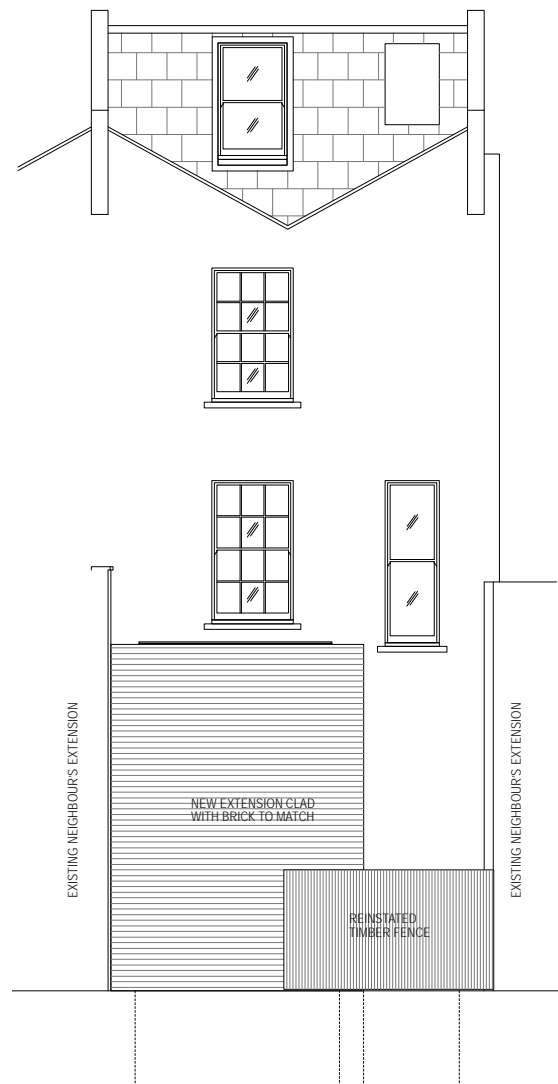 EXISTING NEIGHBOUR'S EXTENSION
NEW EXTENSION CLAD
WITH BRICK TO MATCH
REINSTATED
TIMBER FENCE
EXISTING NEIGHBOUR'S EXTENSION